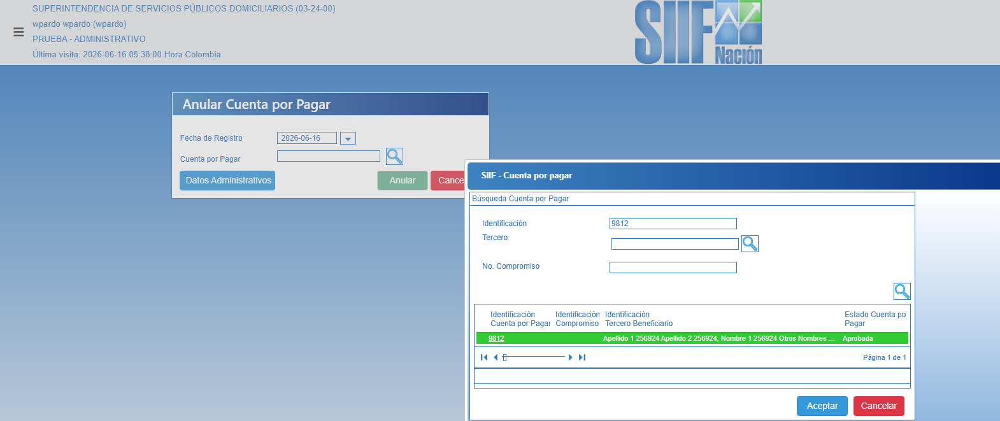 SUPERINTENDENCIA DE SERVICIOS PÚBLICOS DOMICILIARIOS (03-24-00)
wpardo wpardo (wpardo)
PRUEBA - ADMINISTRATIVO
Última visita: 2026-06-16 05:38:00 Hora Colombia
SIIF
Nación
Anular Cuenta por Pagar
Fecha de Registro 2026-06-16
Cuenta por Pagar
Datos Administrativos Anular Cance
SIIF - Cuenta por pagar
Búsqueda Cuenta por Pagar
Identificación 9812
Tercero
No. Compromiso
Identificación Identificación Identificación Estado Cuenta po
Cuenta por Pagar Compromiso Tercero Beneficiario Pagar
9812 Apellido 1 256924 Apellido 2 256924, Nombre 1 256924 Otros Nombres ... Aprobada
Página 1 de 1
Aceptar Cancelar